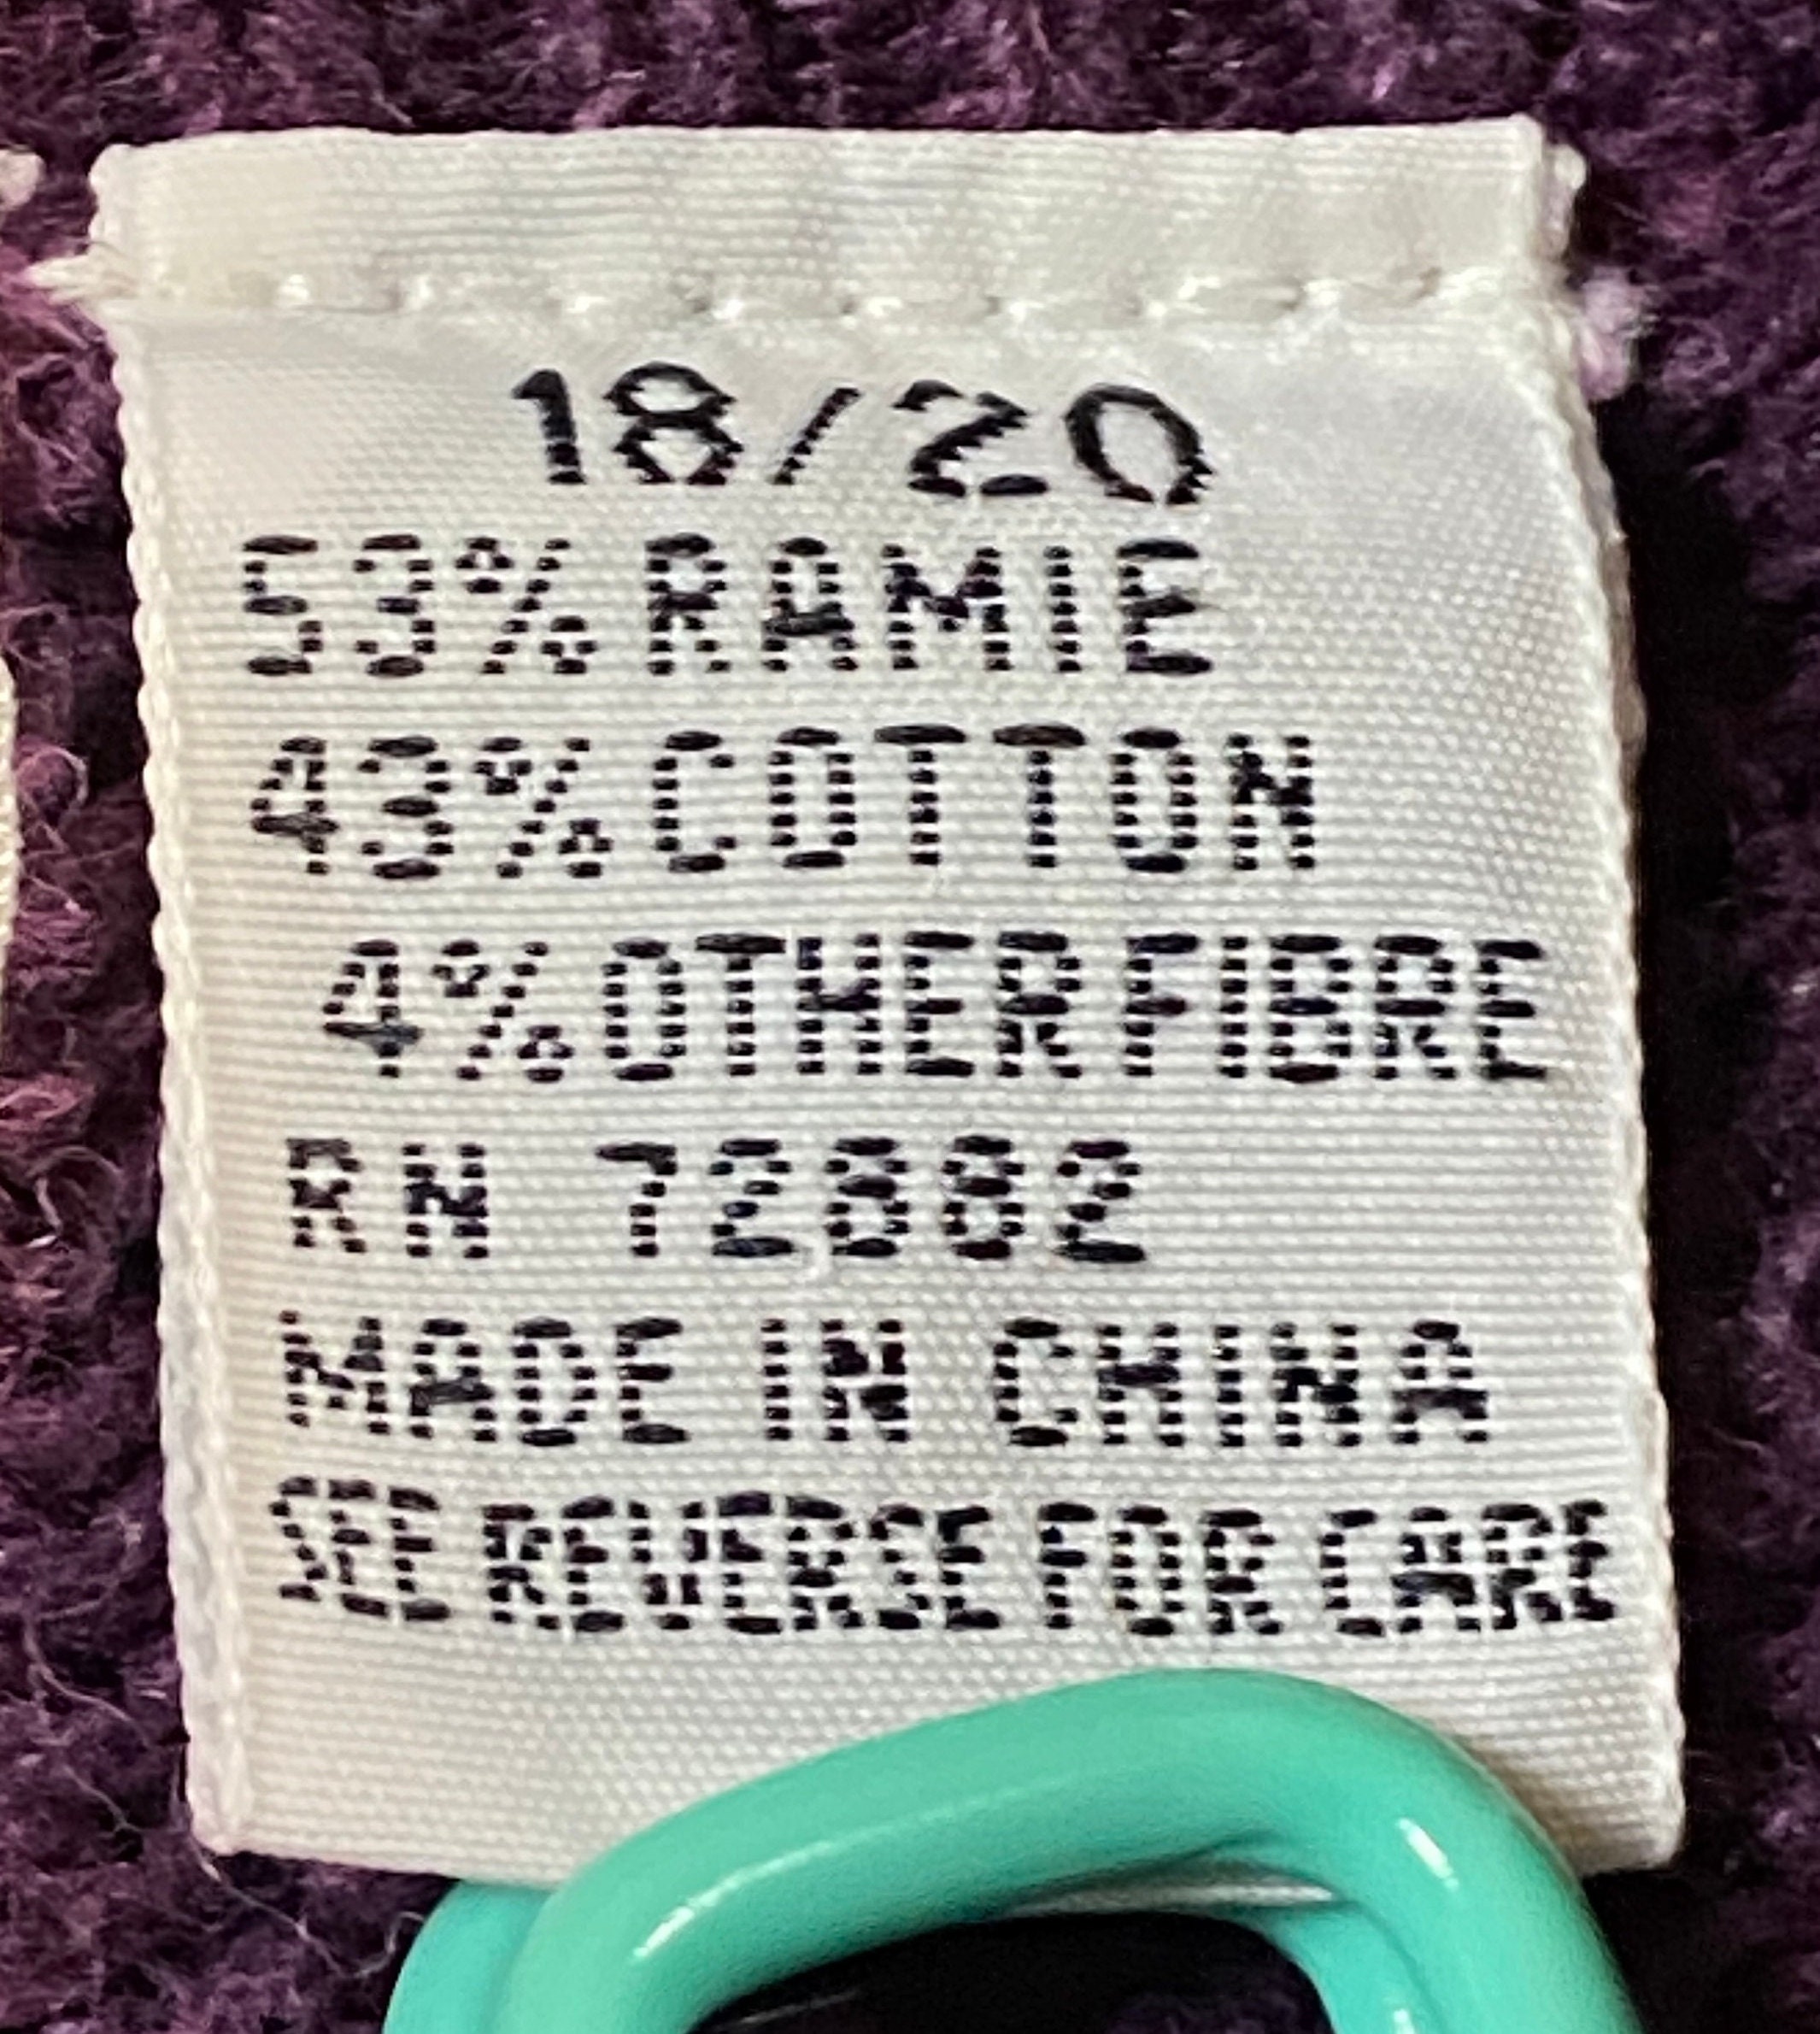 18/20
53% RAMIE
43% COTTON
4% OTHER FIBRE
RN 72882
MADE IN CHINA
SEE REVERSE FOR CARE